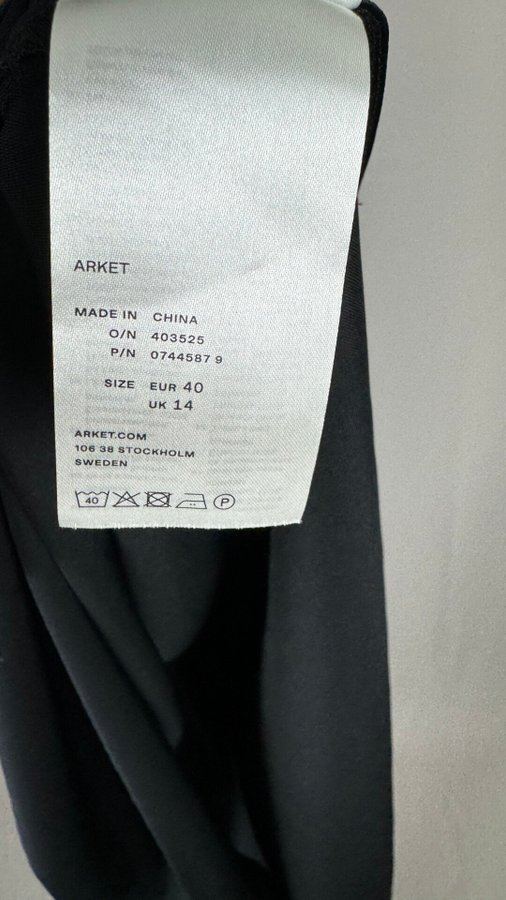 ARKET
MADE IN CHINA
O/N 403525
P/N 0744587 9
SIZE EUR 40
UK 14
ARKET.COM
106 38 STOCKHOLM
SWEDEN
40 P